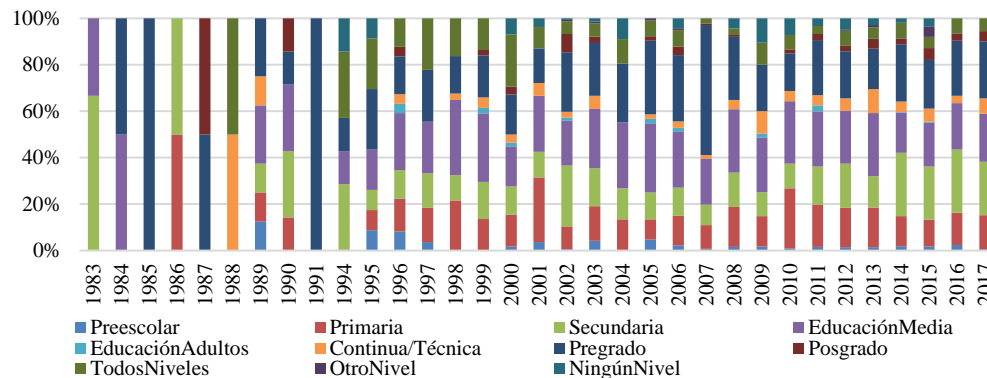 100%
80%
60%
40%
20%
0%
1983 1984 1985 1986 1987 1988 1989 1990 1991 1994 1995 1996 1997 1998 1999 2000 2001 2002 2003 2005 2006 2007 2008 2009 2010 2011 2012 2013 2014 2015 2016 2017
Preescolar Primaria Secundaria EducaciónMedia
EducaciónAdultos Continua/Técnica Pregrado Posgrado
TodosNiveles OtroNivel NingúnNivel